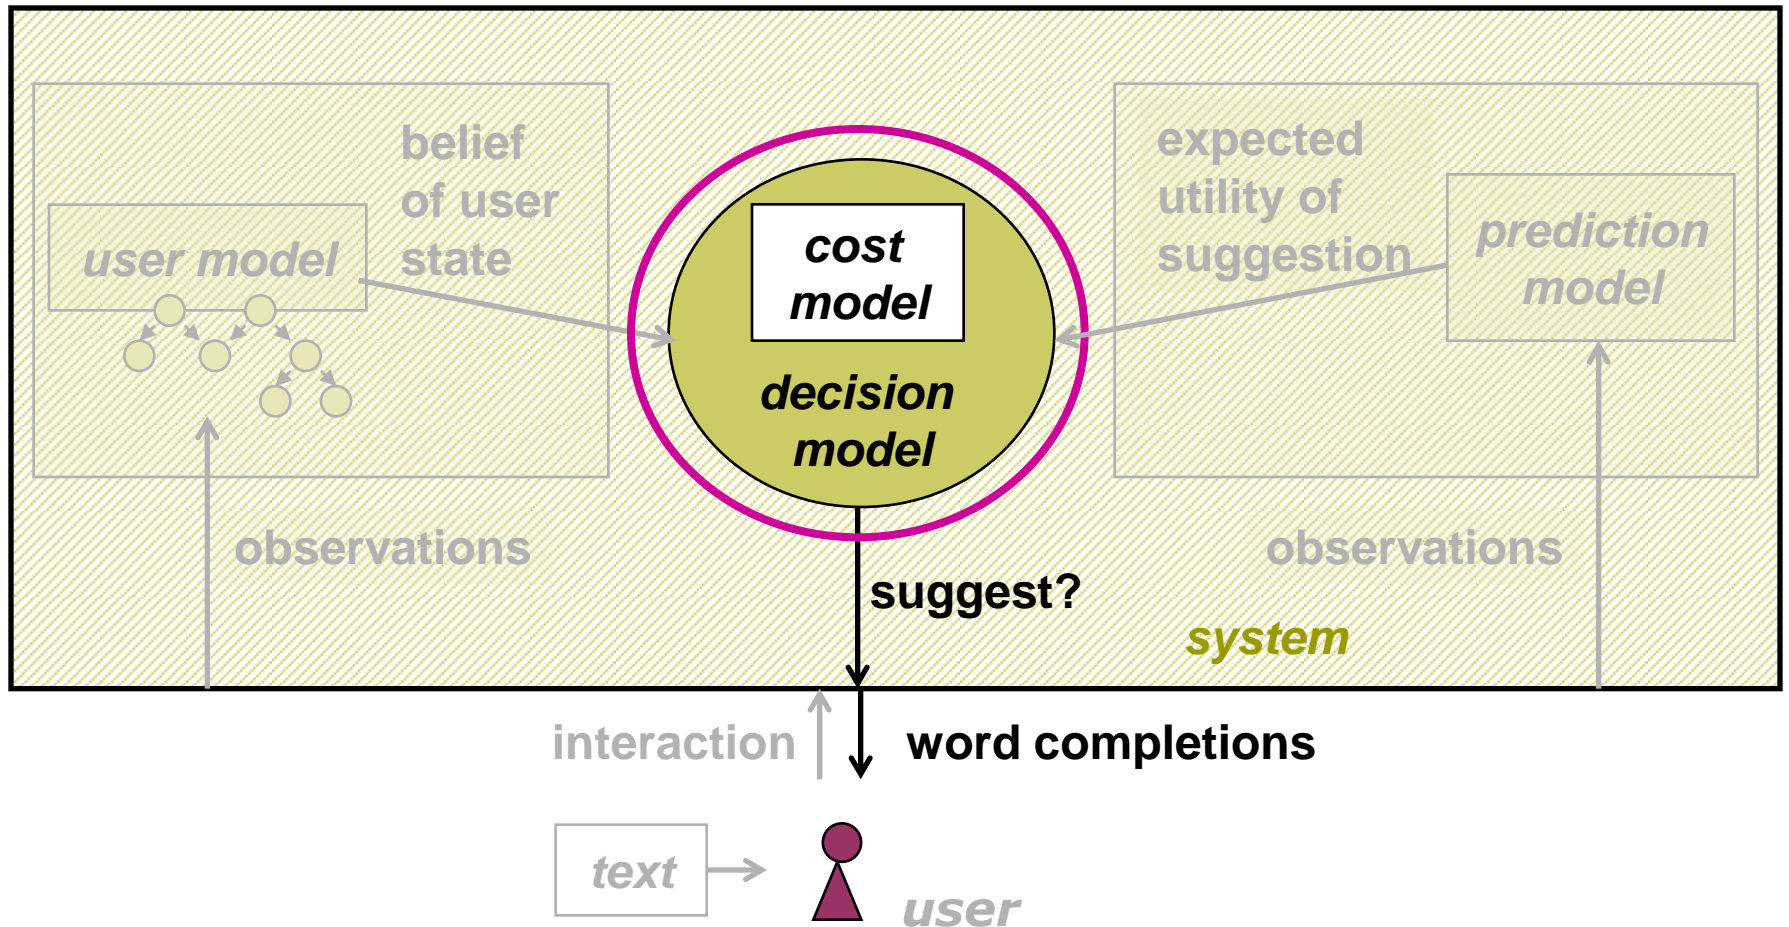 belief
of user
state
user model
cost
model
decision
model
expected
utility of
suggestion
prediction
model
observations
observations
suggest?
system
interaction
word completions
text
user